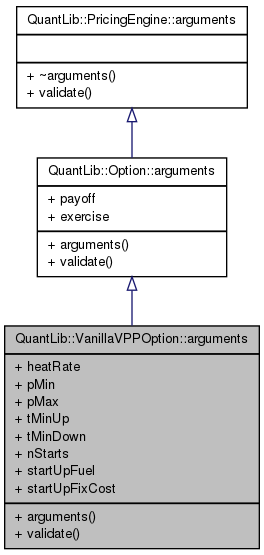 QuantLib::PricingEngine::arguments
+ ~arguments()
+ validate()
QuantLib::Option::arguments
+ payoff
+ exercise
+ arguments()
+ validate()
QuantLib::VanillaVPPOption::arguments
+ heatRate
+ pMin
+ pMax
+ tMinUp
+ tMinDown
+ nStarts
+ startUpFuel
+ startUpFixCost
+ arguments()
+ validate()